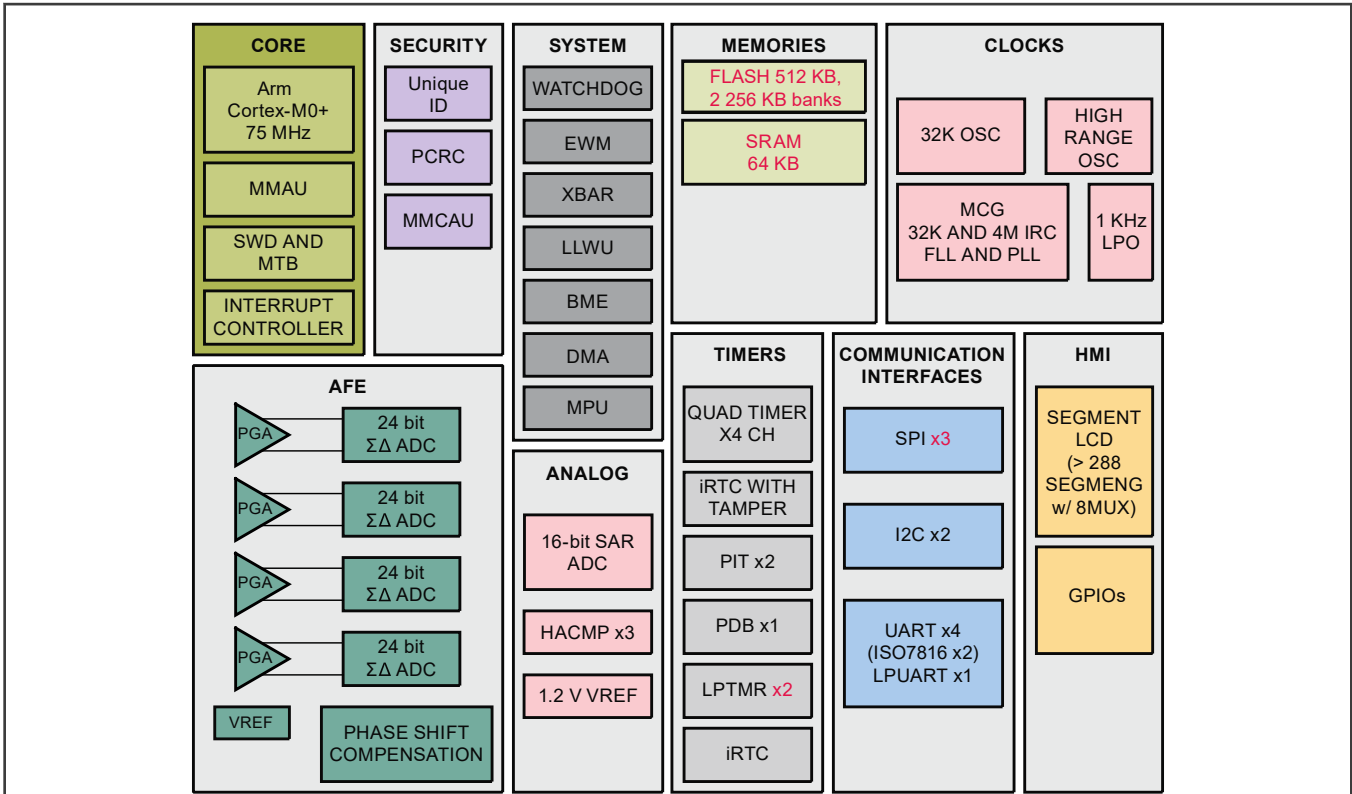 CORE
Arm
Cortex-M0+
75 MHz
MMAU
SWD AND
MTB
INTERRUPT
CONTROLLER
SECURITY
Unique
ID
PCRC
MMCAU
SYSTEM
WATCHDOG
EWM
XBAR
LLWU
BME
DMA
MPU
MEMORIES
FLASH 512 KB,
2 256 KB banks
SRAM
64 KB
CLOCKS
32K OSC
HIGH
RANGE
OSC
MCG
32K AND 4M IRC
FLL AND PLL
1 KHz
LPO
AFE
PGA
24 bit
ΣΔ ADC
PGA
24 bit
ΣΔ ADC
PGA
24 bit
ΣΔ ADC
PGA
24 bit
ΣΔ ADC
VREF
PHASE SHIFT
COMPENSATION
ANALOG
16-bit SAR
ADC
HACMP x3
1.2 V VREF
TIMERS
QUAD TIMER
X4 CH
iRTC WITH
TAMPER
PIT x2
PDB x1
LPTMR x2
iRTC
COMMUNICATION
INTERFACES
SPI x3
I2C x2
UART x4
(ISO7816 x2)
LPUART x1
HMI
SEGMENT
LCD
(> 288
SEGMENG
w/ 8MUX)
GPIOs